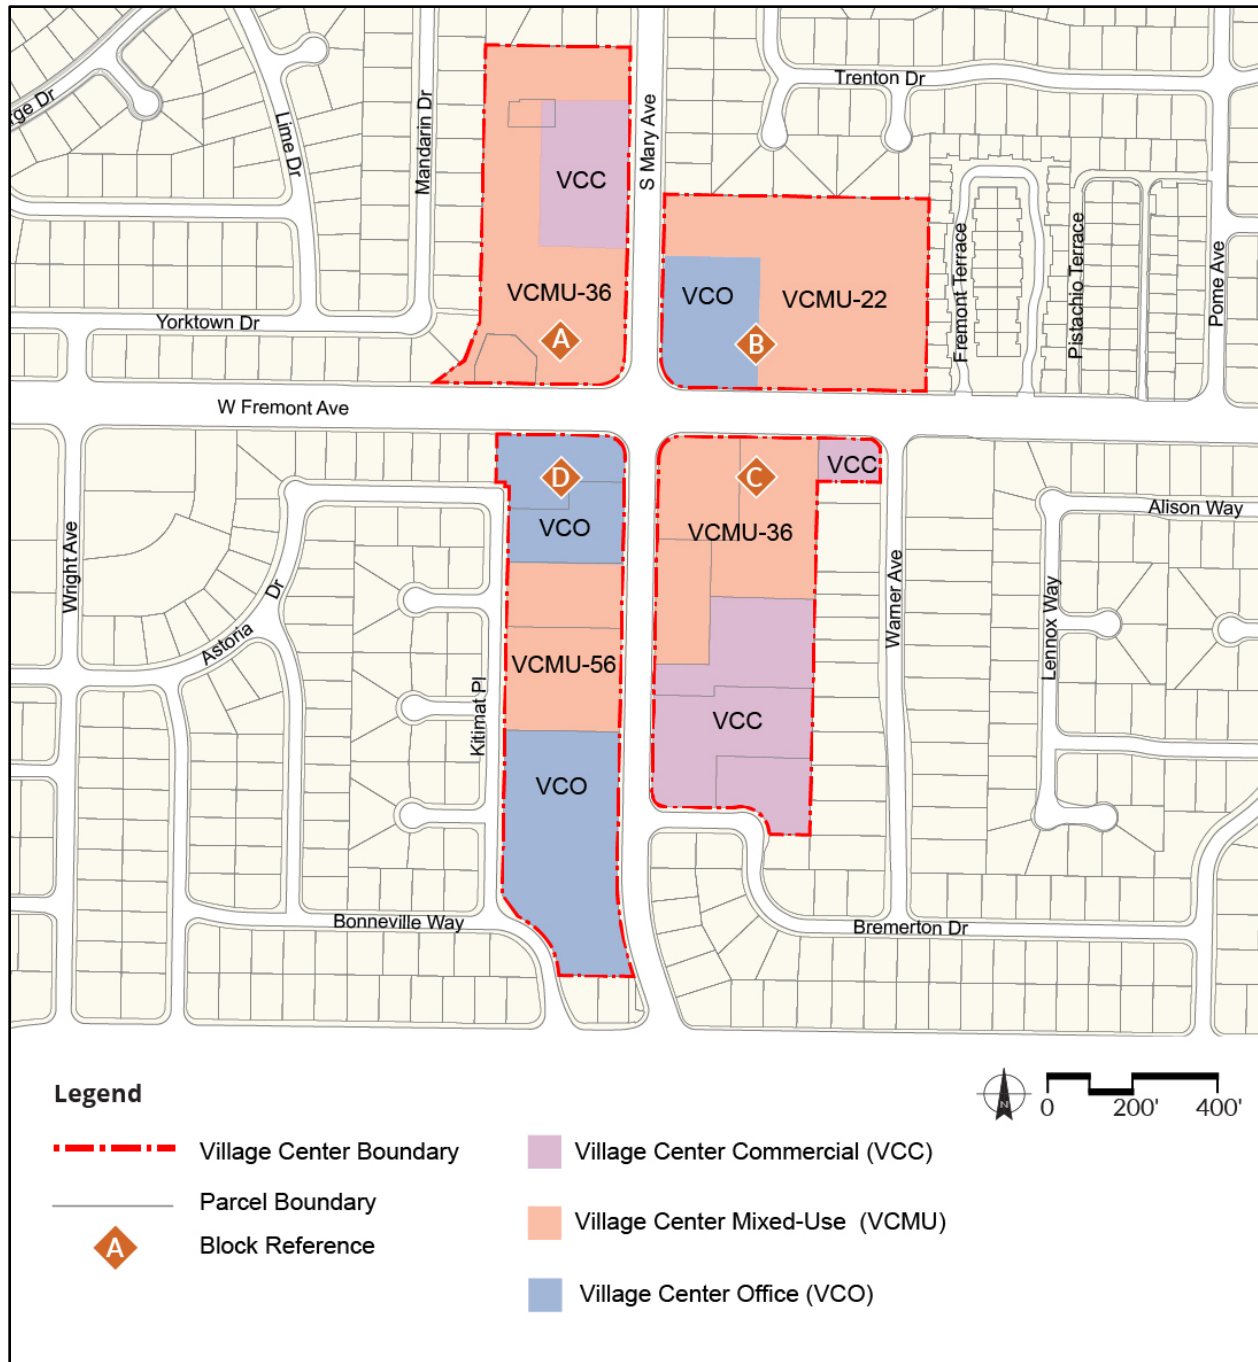 Trenton Dr
rge Dr
Lime Dr
Mandarin Dr
S Mary Ave
VCC
Fremont Terrace
Pistachio Terrace
Pome Ave
VCMU-36
VCO
VCMU-22
Yorktown Dr
A
B
W Fremont Ave
D
C
VCC
VCO
VCMU-36
Alison Way
Wright Ave
Astoria
Dr
Kitimat Pl
Warner Ave
Lennox Way
VCMU-56
VCC
VCO
Bonneville Way
Bremerton Dr
Legend
N
0
200'
400'
Village Center Boundary
Village Center Commercial (VCC)
Parcel Boundary
Village Center Mixed-Use (VCMU)
A
Block Reference
Village Center Office (VCO)